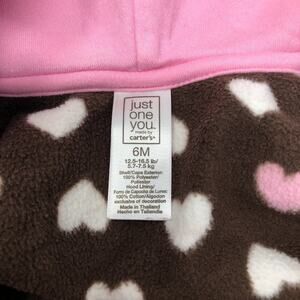 just
one
you.
made by
carter's®
6M
12.5-16.5 lb/
5.7-7.5 kg
Shell/Capa Exterior:
100% Polyester/
Poliester
Hood Lining/
Forro de Capucha de Lunes:
100% Cotton/Algodon
exclusive of decoration
Made in Thailand
Hecho en Tailandia